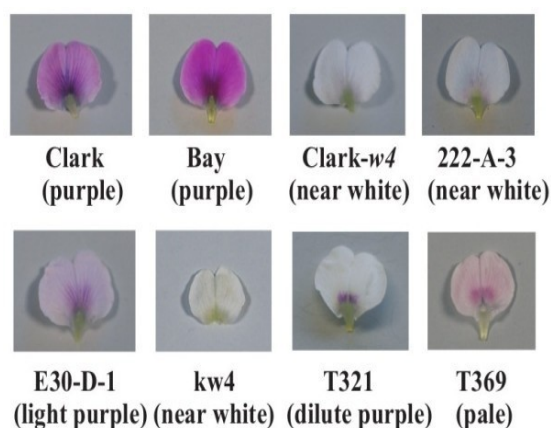 Clark Bay Clark-w4 222-A-3
(purple) (purple) (near white) (near white)
E30-D-1 kw4 T321 T369
(light purple) (near white) (dilute purple) (pale)